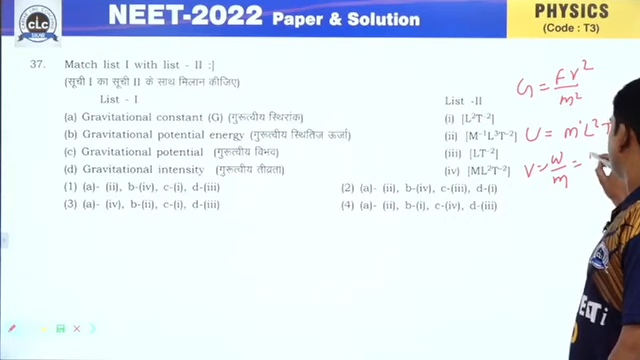 CLC
SIKAR
NEET-2022 Paper & Solution
PHYSICS
(Code : T3)
37. Match list I with list - II :]
(सूची I का सूची II के साथ मिलान कीजिए)
List - I List -II
(a) Gravitational constant (G) (गुरूत्वीय स्थिरांक) (i) [L²T⁻²]
(b) Gravitational potential energy (गुरूत्वीय स्थितिज ऊर्जा) (ii) [M⁻¹L³T⁻²]
(c) Gravitational potential (गुरूत्वीय विभव) (iii) [LT⁻²]
(d) Gravitational intensity (गुरूत्वीय तीव्रता) (iv) [ML²T⁻²]
(1) (a)- (ii), b-(iv), c-(i), d-(iii) (2) (a)- (ii), b-(iv), c-(iii), d-(i)
(3) (a)- (iv), b-(ii), c-(i), d-(iii) (4) (a)- (ii), b-(i), c-(iv), d-(iii)
G = Fr²/m²
U = M¹L²T
V = W/m =